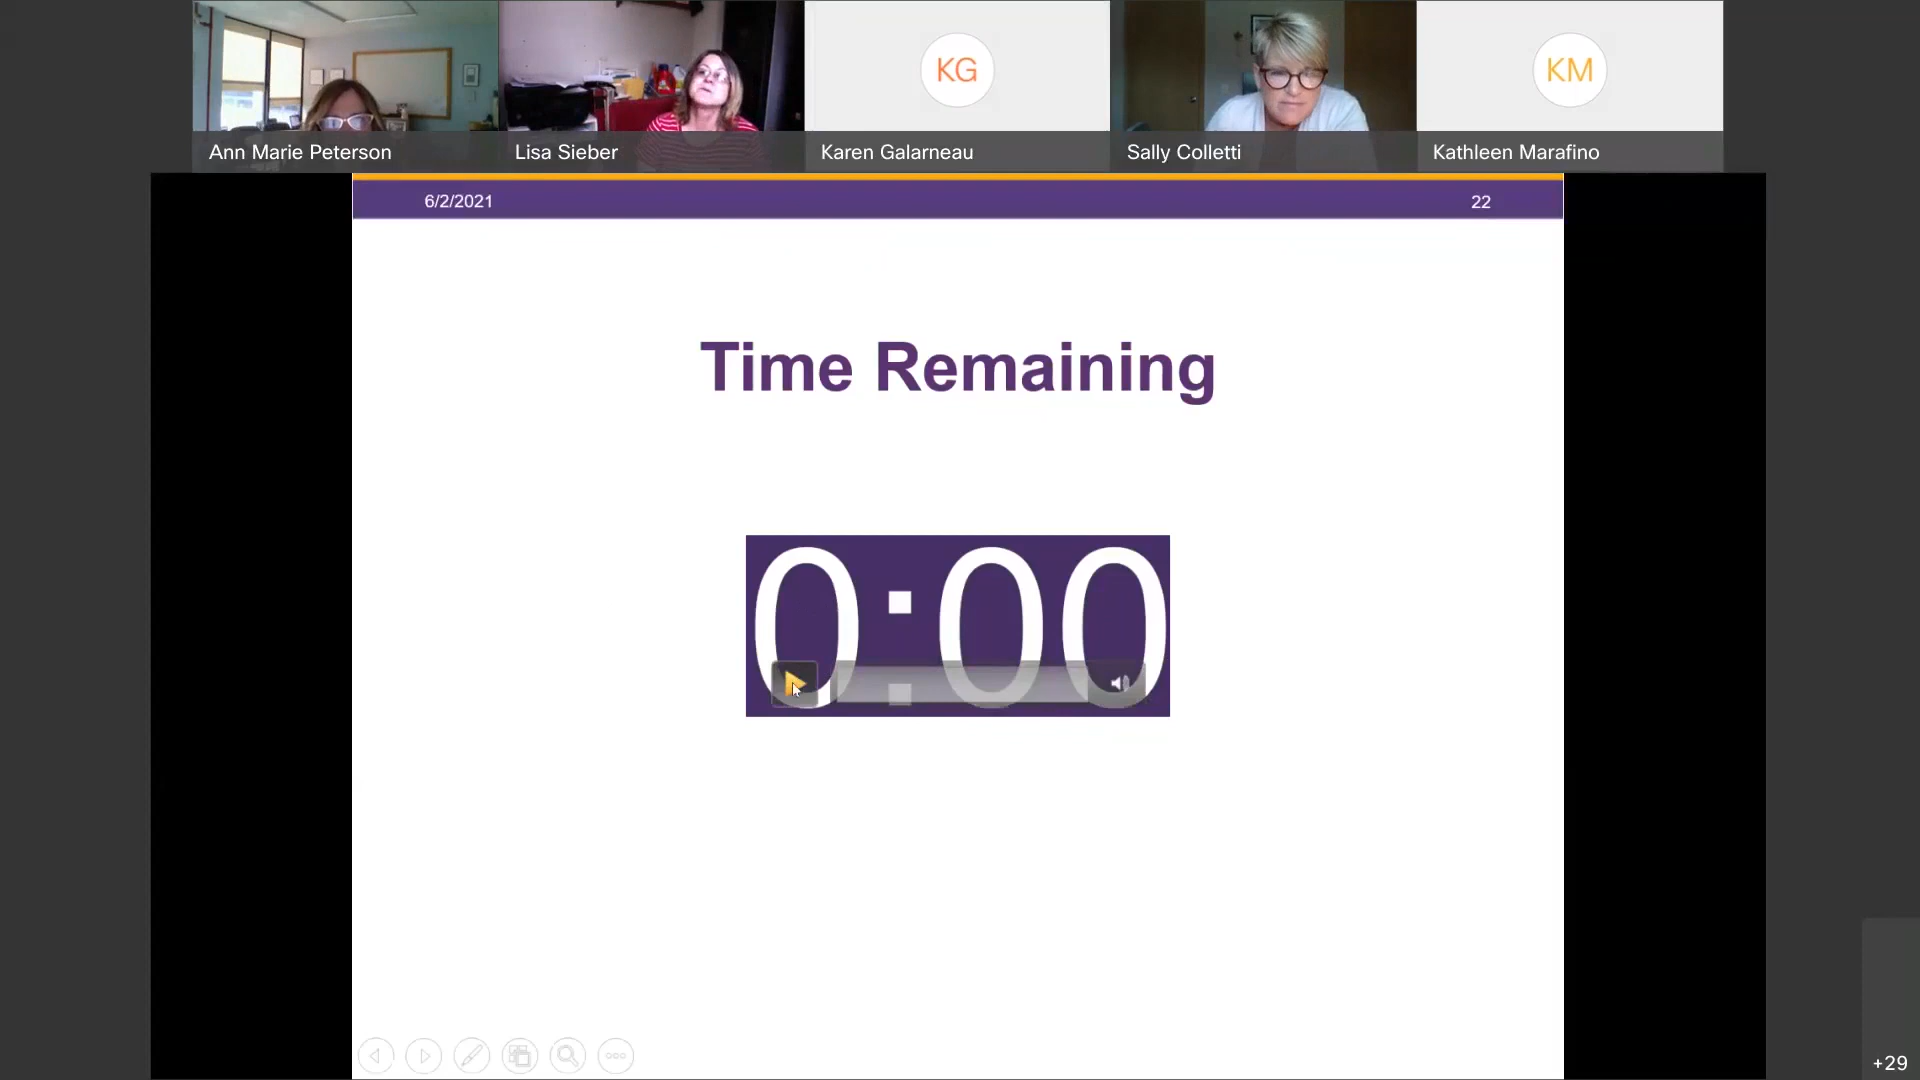 KG
KM
Ann Marie Peterson
Lisa Sieber
Karen Galarneau
Sally Colletti
Kathleen Marafino
6/2/2021
22
Time Remaining
0:00
+29